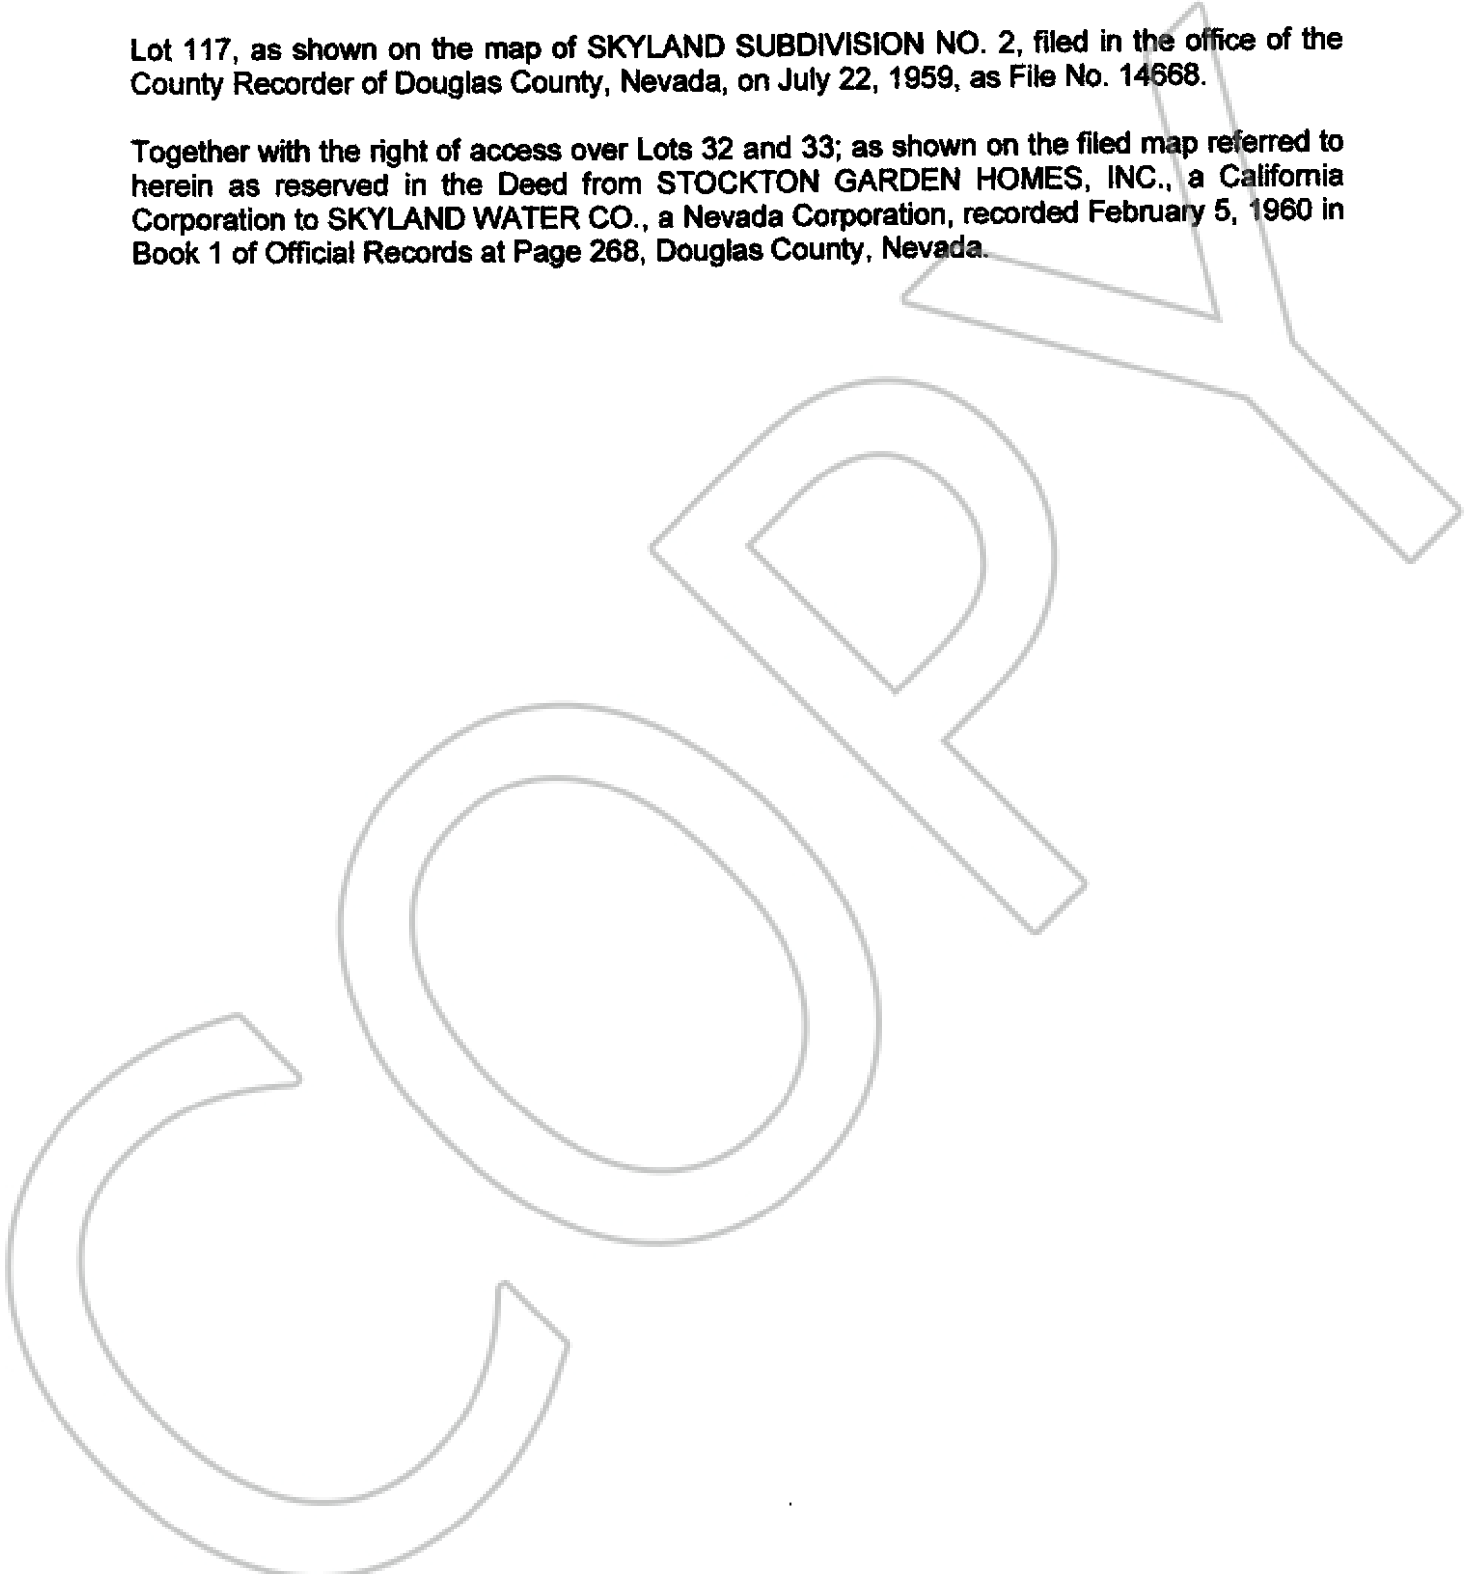 Lot 117, as shown on the map of SKYLAND SUBDIVISION NO. 2, filed in the office of the
County Recorder of Douglas County, Nevada, on July 22, 1959, as File No. 14668.
Together with the right of access over Lots 32 and 33; as shown on the filed map referred to
herein as reserved in the Deed from STOCKTON GARDEN HOMES, INC., a California
Corporation to SKYLAND WATER CO., a Nevada Corporation, recorded February 5, 1960 in
Book 1 of Official Records at Page 268, Douglas County, Nevada.
COPY